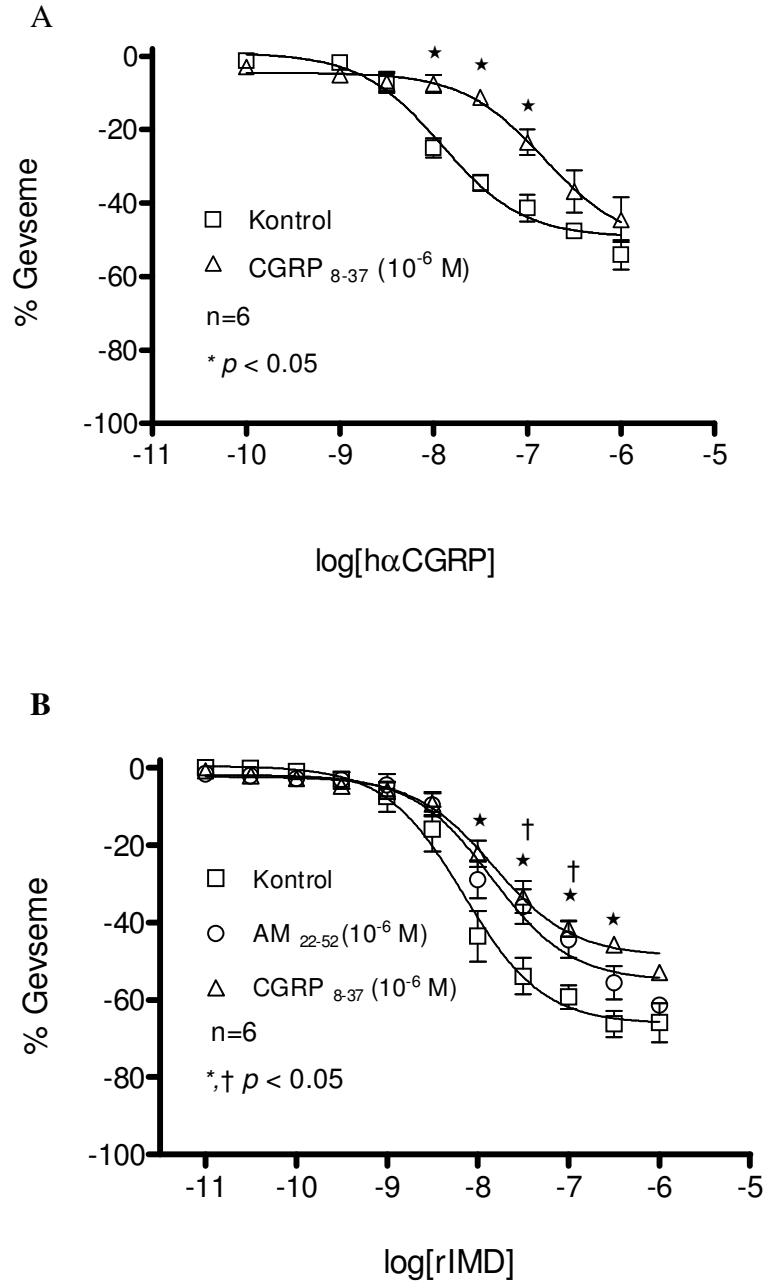 A
0
-20
-40
-60
-80
-100
% Gevseme
Kontrol
CGRP 8-37 (10-6 M)
n=6
* p < 0.05
★ ★ ★
-11 -10 -9 -8 -7 -6 -5
log[hαCGRP]
B
0
-20
-40
-60
-80
-100
% Gevseme
Kontrol
AM 22-52 (10-6 M)
CGRP 8-37 (10-6 M)
n=6
*,† p < 0.05
† †
★ ★ ★ ★
-11 -10 -9 -8 -7 -6 -5
log[rIMD]